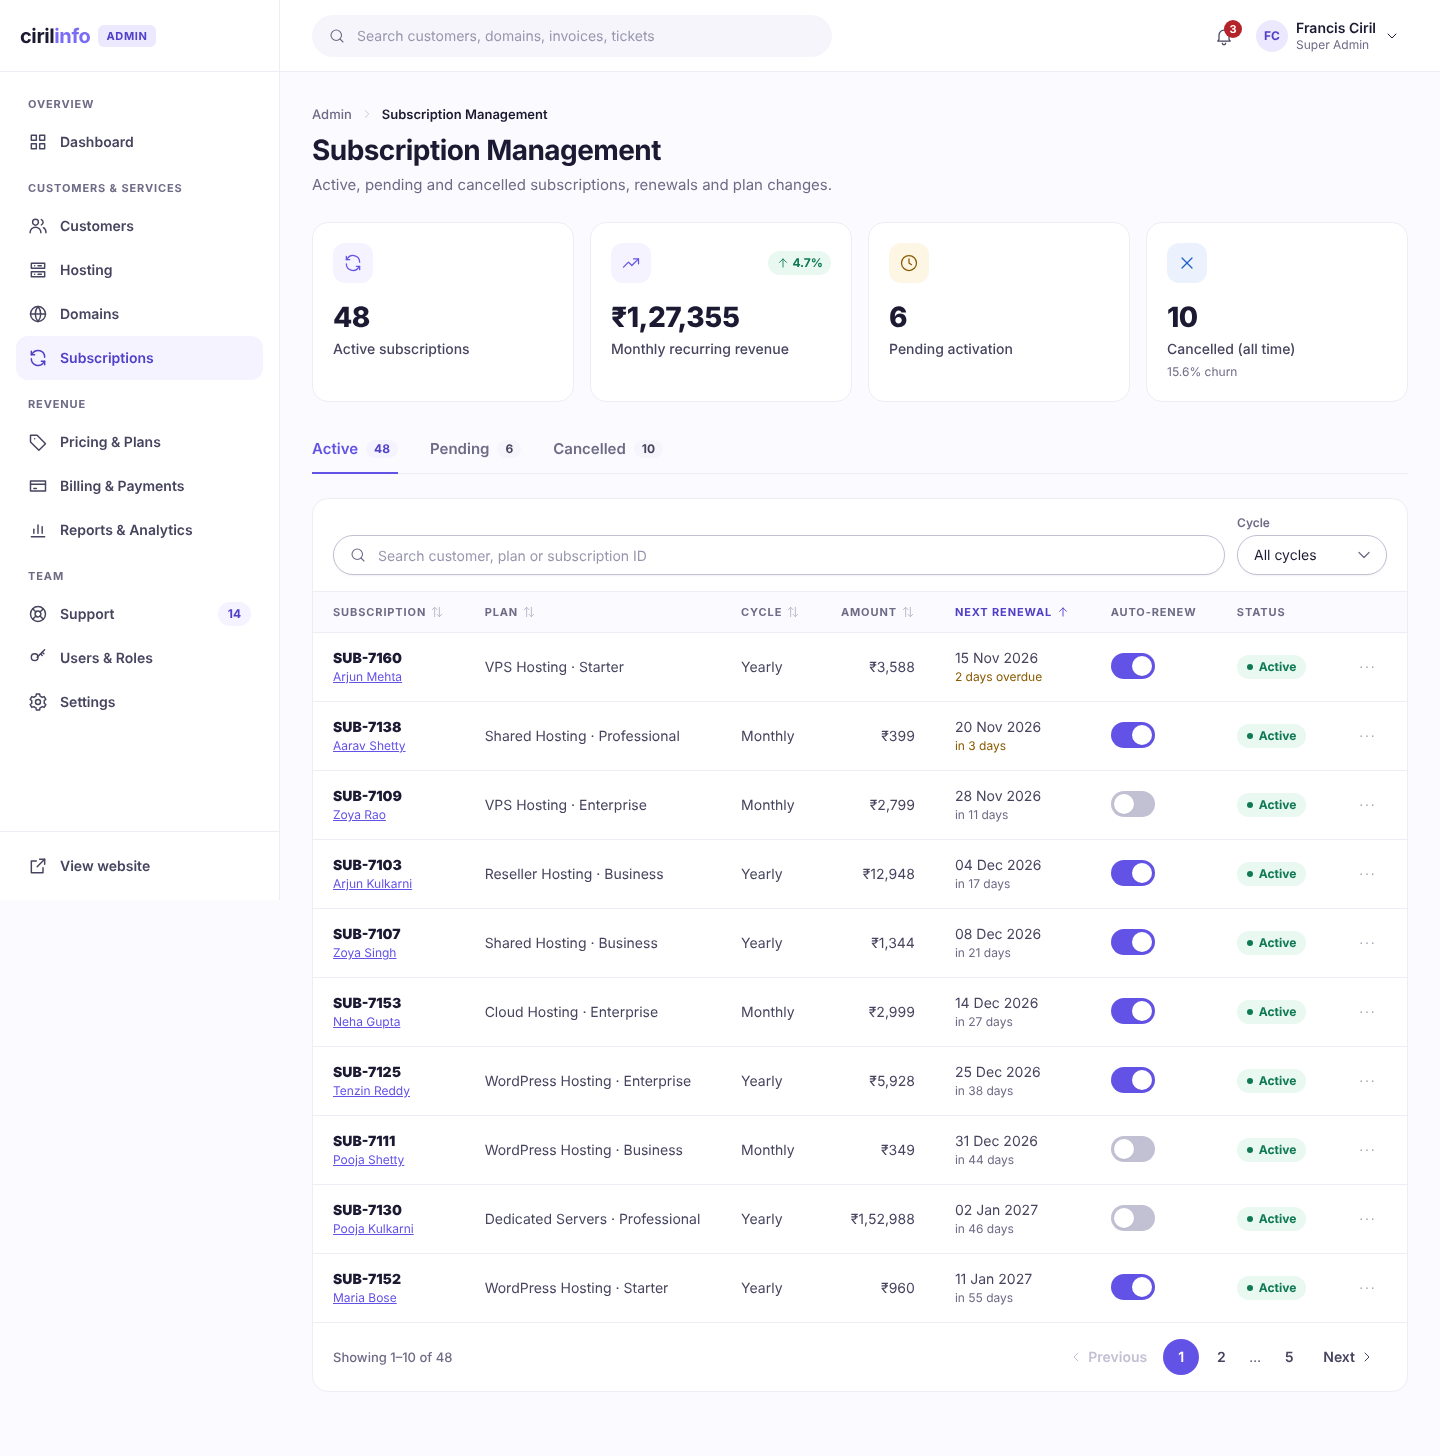 cirilinfo ADMIN
Search customers, domains, invoices, tickets
3
FC
Francis Ciril
Super Admin
OVERVIEW
Dashboard
CUSTOMERS & SERVICES
Customers
Hosting
Domains
Subscriptions
REVENUE
Pricing & Plans
Billing & Payments
Reports & Analytics
TEAM
Support 14
Users & Roles
Settings
View website
Admin Subscription Management
Subscription Management
Active, pending and cancelled subscriptions, renewals and plan changes.
48
Active subscriptions
↑ 4.7%
₹1,27,355
Monthly recurring revenue
6
Pending activation
10
Cancelled (all time)
15.6% churn
Active 48 Pending 6 Cancelled 10
Cycle
Search customer, plan or subscription ID
All cycles
SUBSCRIPTION PLAN CYCLE AMOUNT NEXT RENEWAL AUTO-RENEW STATUS
SUB-7160
Arjun Mehta
VPS Hosting · Starter Yearly ₹3,588
15 Nov 2026
2 days overdue
Active
SUB-7138
Aarav Shetty
Shared Hosting · Professional Monthly ₹399
20 Nov 2026
in 3 days
Active
SUB-7109
Zoya Rao
VPS Hosting · Enterprise Monthly ₹2,799
28 Nov 2026
in 11 days
Active
SUB-7103
Arjun Kulkarni
Reseller Hosting · Business Yearly ₹12,948
04 Dec 2026
in 17 days
Active
SUB-7107
Zoya Singh
Shared Hosting · Business Yearly ₹1,344
08 Dec 2026
in 21 days
Active
SUB-7153
Neha Gupta
Cloud Hosting · Enterprise Monthly ₹2,999
14 Dec 2026
in 27 days
Active
SUB-7125
Tenzin Reddy
WordPress Hosting · Enterprise Yearly ₹5,928
25 Dec 2026
in 38 days
Active
SUB-7111
Pooja Shetty
WordPress Hosting · Business Monthly ₹349
31 Dec 2026
in 44 days
Active
SUB-7130
Pooja Kulkarni
Dedicated Servers · Professional Yearly ₹1,52,988
02 Jan 2027
in 46 days
Active
SUB-7152
Maria Bose
WordPress Hosting · Starter Yearly ₹960
11 Jan 2027
in 55 days
Active
Showing 1–10 of 48
Previous 1 2 ... 5 Next